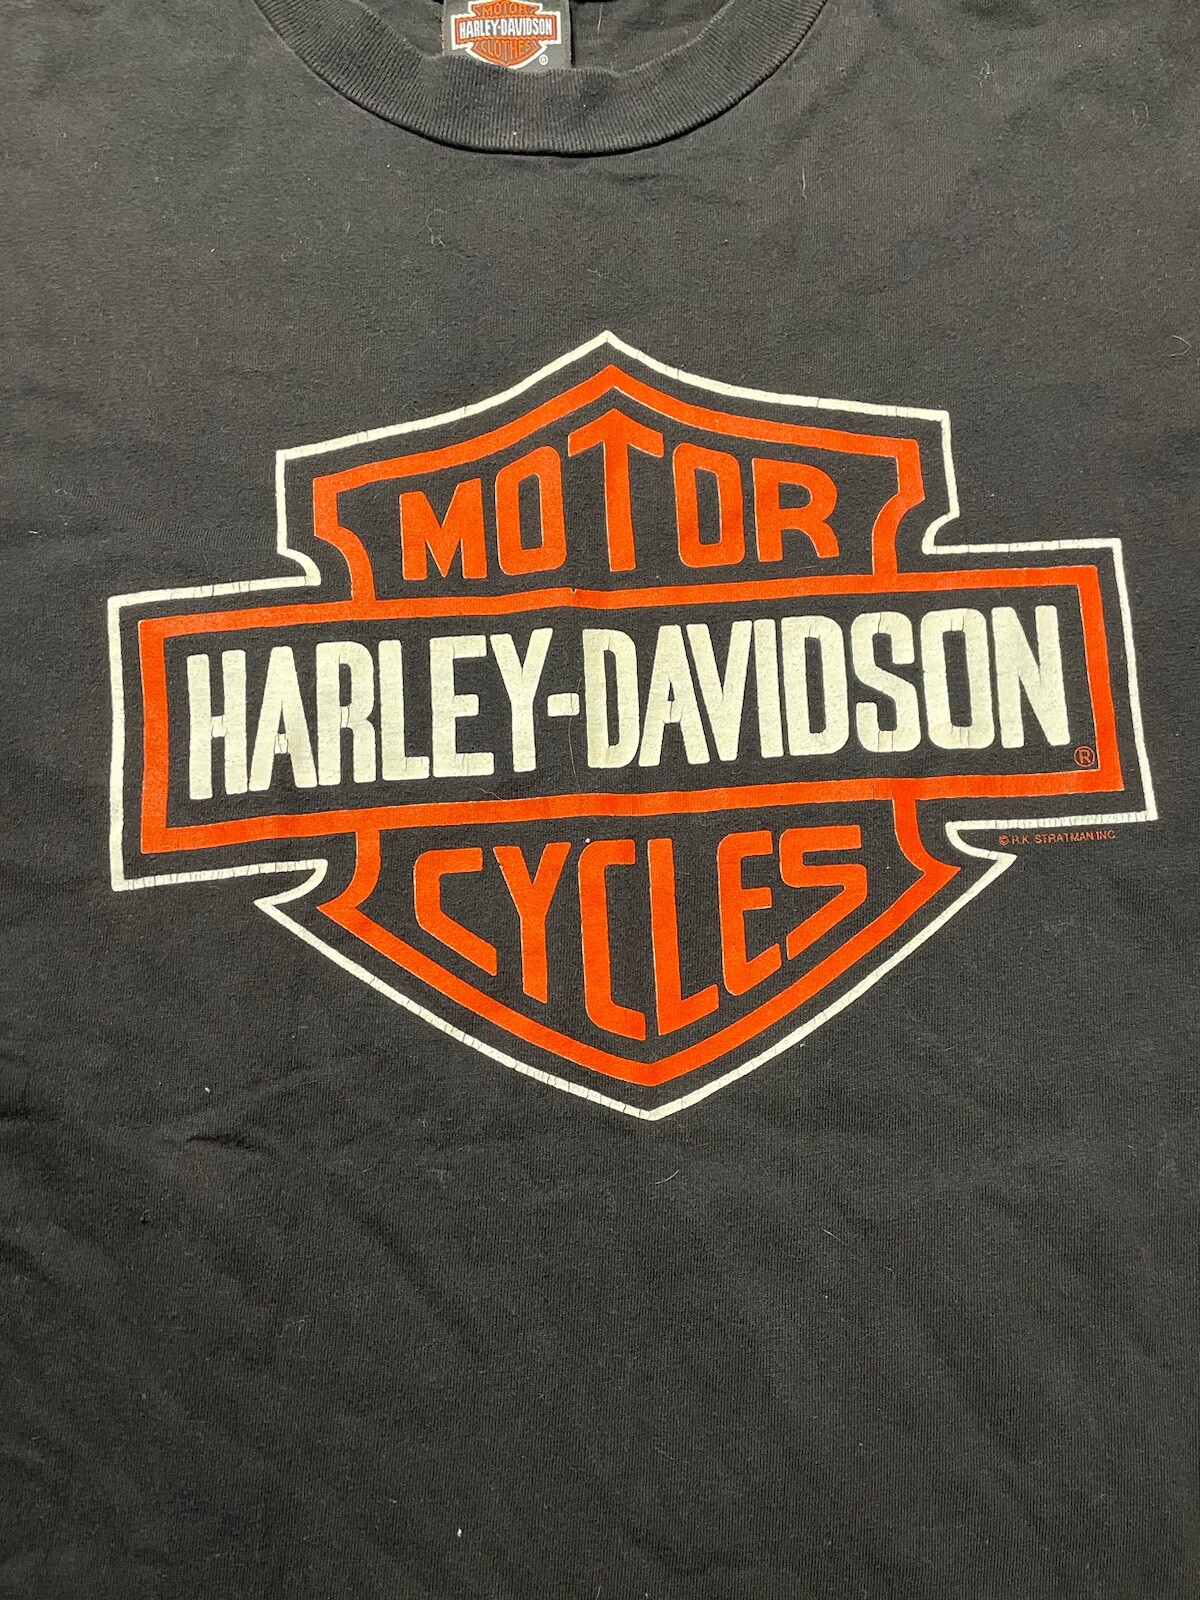 MOTOR
HARLEY-DAVIDSON
CLOTHES
®
MOTOR
HARLEY-DAVIDSON
®
© R.K. STRATMAN INC
CYCLES